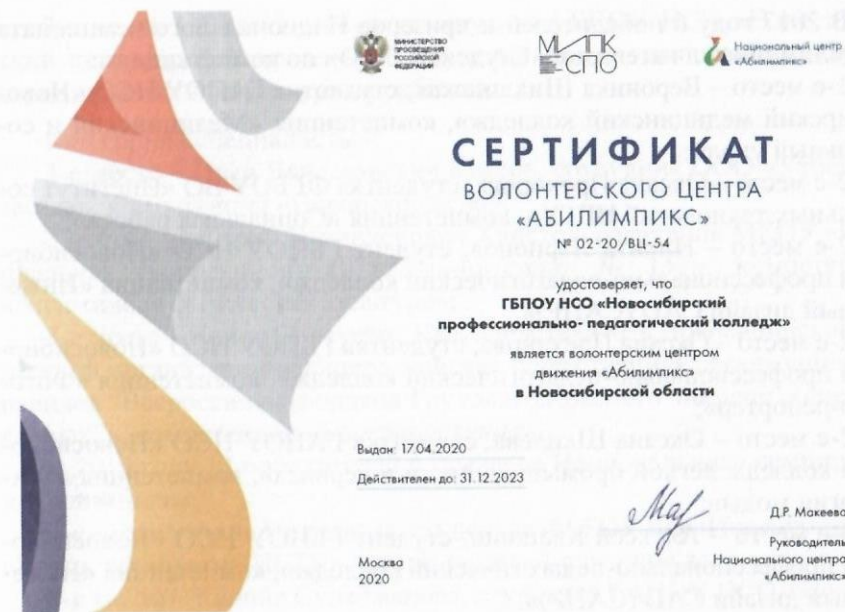 МИНИСТЕРСТВО
ПРОСВЕЩЕНИЯ
РОССИЙСКОЙ
ФЕДЕРАЦИИ
МИПК
СПО
Национальный центр
«Абилимпикс»
СЕРТИФИКАТ
ВОЛОНТЕРСКОГО ЦЕНТРА
«АБИЛИМПИКС»
№ 02-20/ВЦ-54
удостоверяет, что
ГБПОУ НСО «Новосибирский
профессионально- педагогический колледж»
является волонтерским центром
движения «Абилимпикс»
в Новосибирской области
Выдан: 17.04.2020
Действителен до: 31.12.2023
Д.Р. Макеева
Руководитель
Национального центра
«Абилимпикс»
Москва
2020